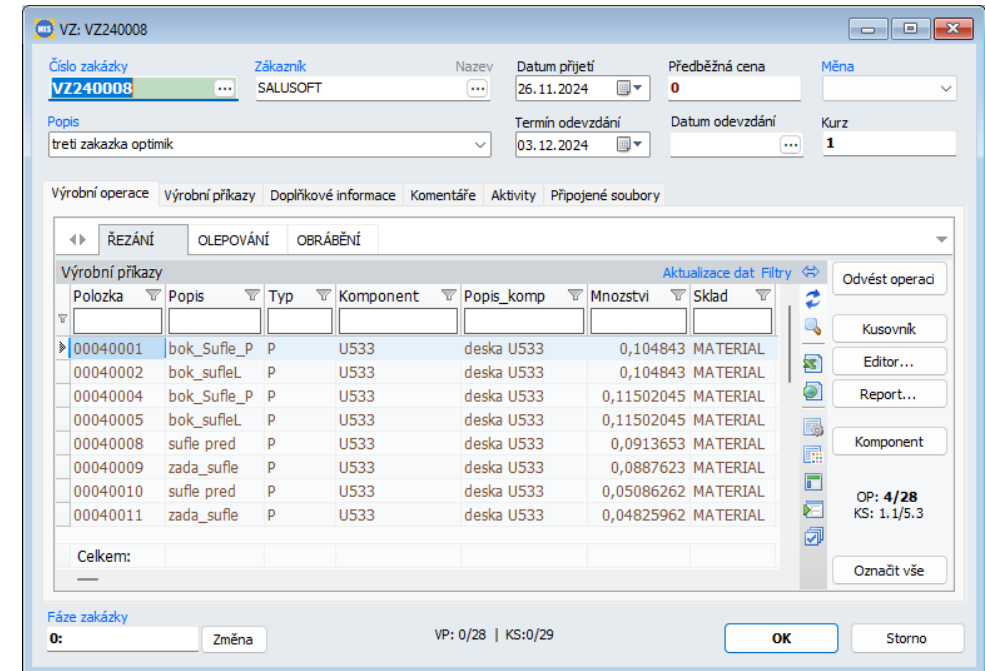 VZ: VZ240008
Číslo zakázky Zákazník Nazev Datum přijetí Předběžná cena Měna
VZ240008 ... SALUSOFT ... 26.11.2024 0
Popis Termín odevzdání Datum odevzdání Kurz
treti zakazka optimik 03.12.2024 ... 1
Výrobní operace Výrobní příkazy Doplňkové informace Komentáře Aktivity Připojené soubory
ŘEZÁNÍ OLEPOVÁNÍ OBRÁBĚNÍ
Výrobní příkazy Aktualizace dat Filtry
Odvést operaci
Polozka Popis Typ Komponent Popis_komp Mnozstvi Sklad
Kusovník
00040001 bok_Sufle_P P U533 deska U533 0,104843 MATERIAL
Editor...
00040002 bok_sufleL P U533 deska U533 0,104843 MATERIAL
Report...
00040004 bok_Sufle_P P U533 deska U533 0,11502045 MATERIAL
00040005 bok_sufleL P U533 deska U533 0,11502045 MATERIAL
Komponent
00040008 sufle pred P U533 deska U533 0,0913653 MATERIAL
00040009 zada_sufle P U533 deska U533 0,0887623 MATERIAL
00040010 sufle pred P U533 deska U533 0,05086262 MATERIAL
OP: 4/28
00040011 zada_sufle P U533 deska U533 0,04825962 MATERIAL
KS: 1.1/5.3
Celkem:
Označit vše
Fáze zakázky
0: Změna VP: 0/28 | KS:0/29 OK Storno